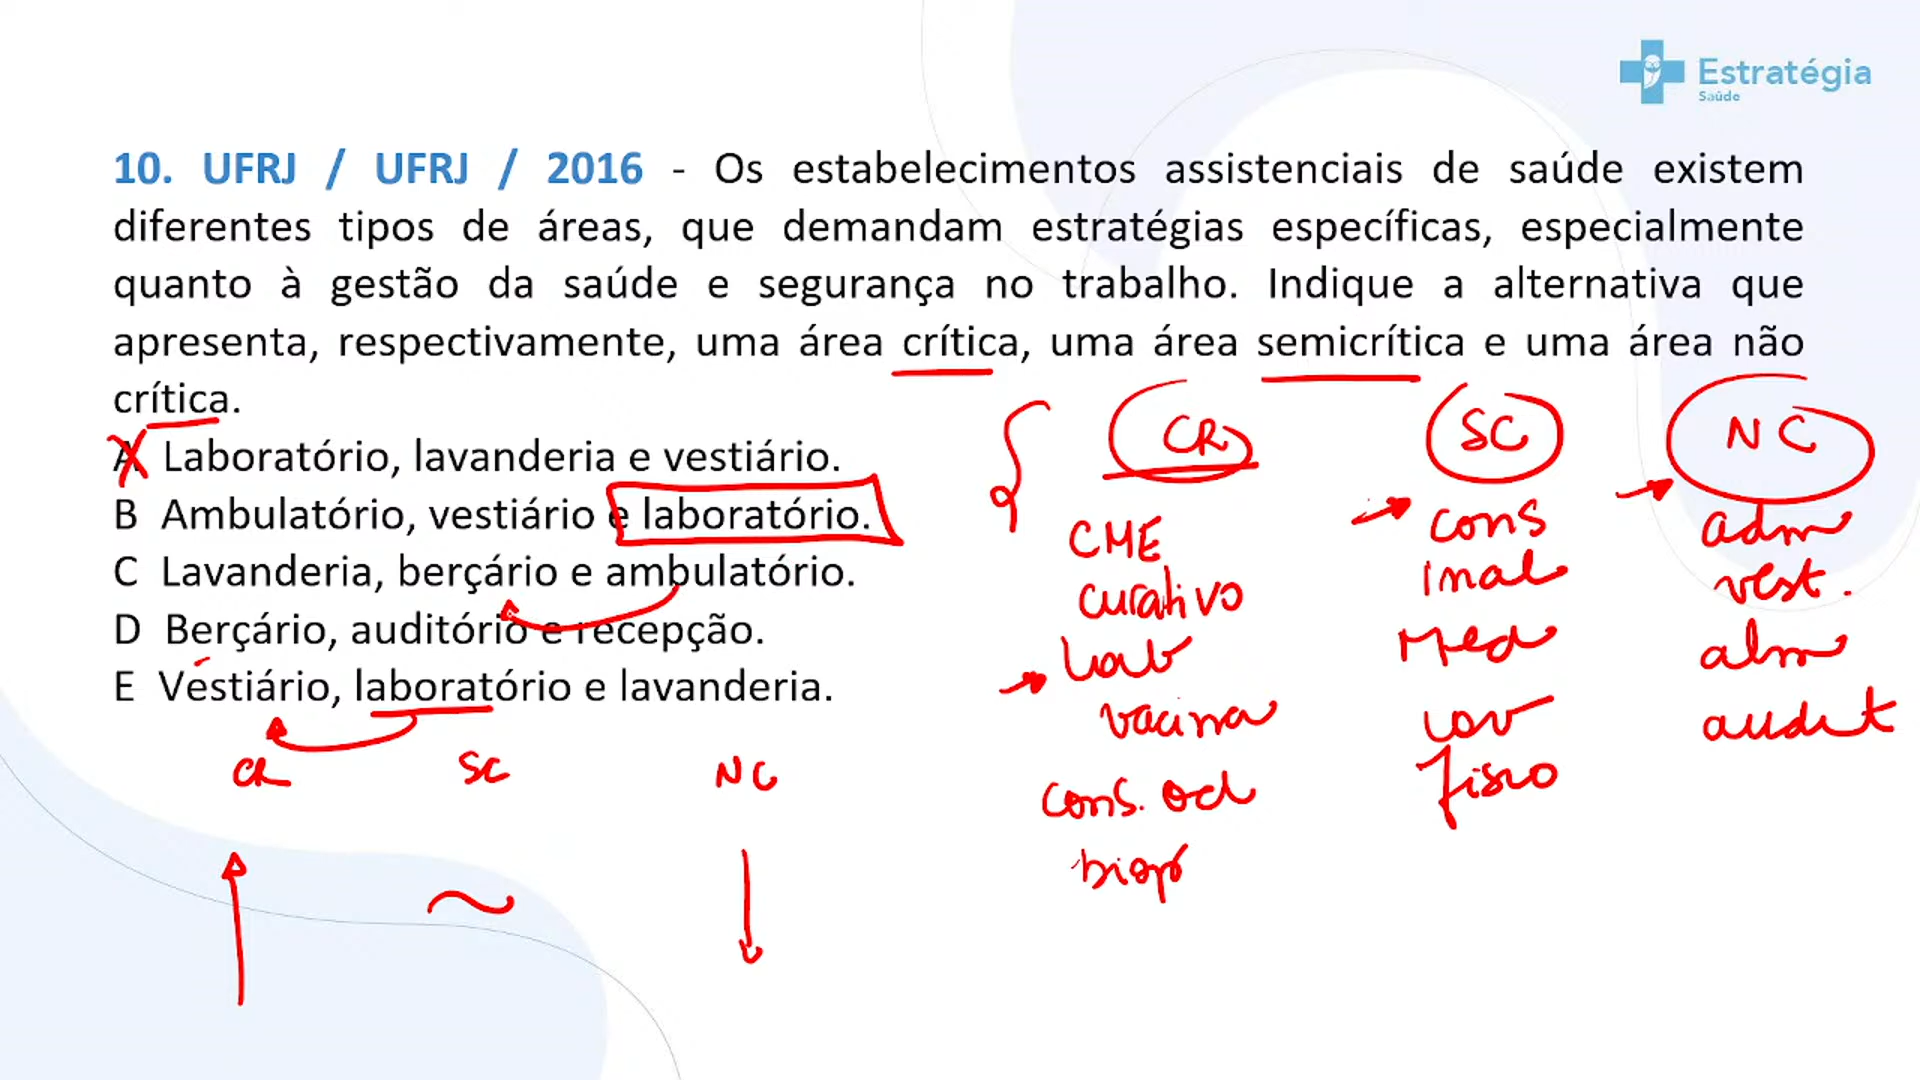 Estratégia
Saúde
10. UFRJ / UFRJ / 2016 - Os estabelecimentos assistenciais de saúde existem
diferentes tipos de áreas, que demandam estratégias específicas, especialmente
quanto à gestão da saúde e segurança no trabalho. Indique a alternativa que
apresenta, respectivamente, uma área crítica, uma área semicrítica e uma área não
crítica.
A Laboratório, lavanderia e vestiário.
B Ambulatório, vestiário e laboratório.
C Lavanderia, berçário e ambulatório.
D Berçário, auditório e recepção.
E Vestiário, laboratório e lavanderia.
CR SC NC
CR
CME
curativo
Lab
vacina
cons. od
SC
cons
inal
Med
lav
fisio
NC
adm
vest.
alm
audit